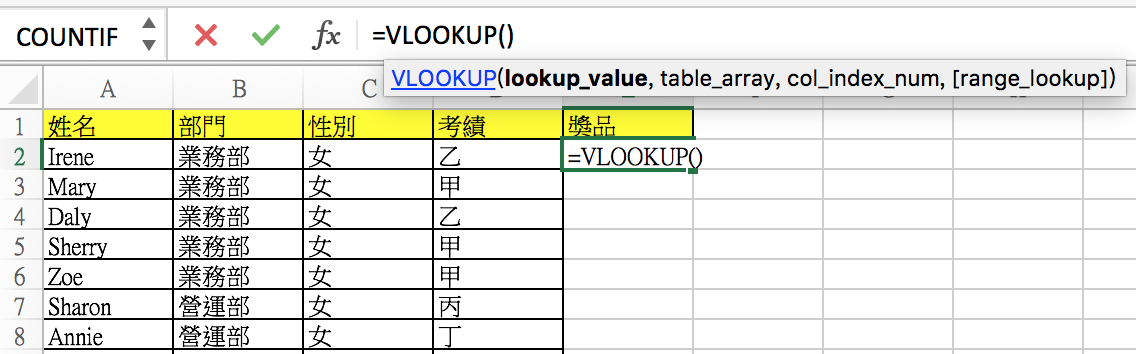 COUNTIF fx =VLOOKUP()
VLOOKUP(lookup_value, table_array, col_index_num, [range_lookup])
A B C
1 姓名 部門 性別 考績 獎品
2 Irene 業務部 女 乙 =VLOOKUP()
3 Mary 業務部 女 甲
4 Daly 業務部 女 乙
5 Sherry 業務部 女 甲
6 Zoe 業務部 女 甲
7 Sharon 營運部 女 丙
8 Annie 營運部 女 丁